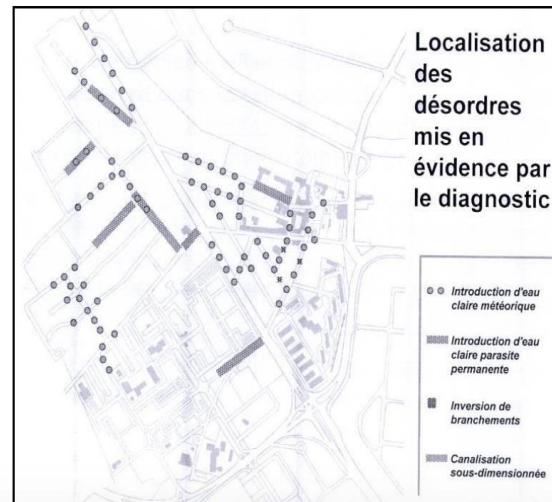 Localisation
des
désordres
mis en
évidence par
le diagnostic
Introduction d'eau
claire météorique
Introduction d'eau
claire parasite
permanente
Inversion de
branchements
Canalisation
sous-dimensionnée